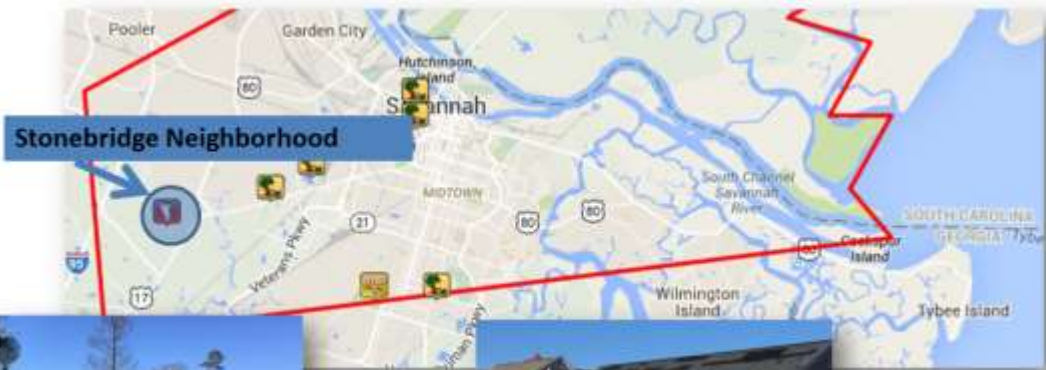 Pooler
Garden City
Hutchinson
Island
80
Savannah
Stonebridge Neighborhood
MIDTOWN
South Channel
Savannah
River
21
80
80
SOUTH CAROLINA
GEORGIA
80
Cockspur
Island
95
Veterans Pkwy
17
Wilmington
Island
Tybee Island